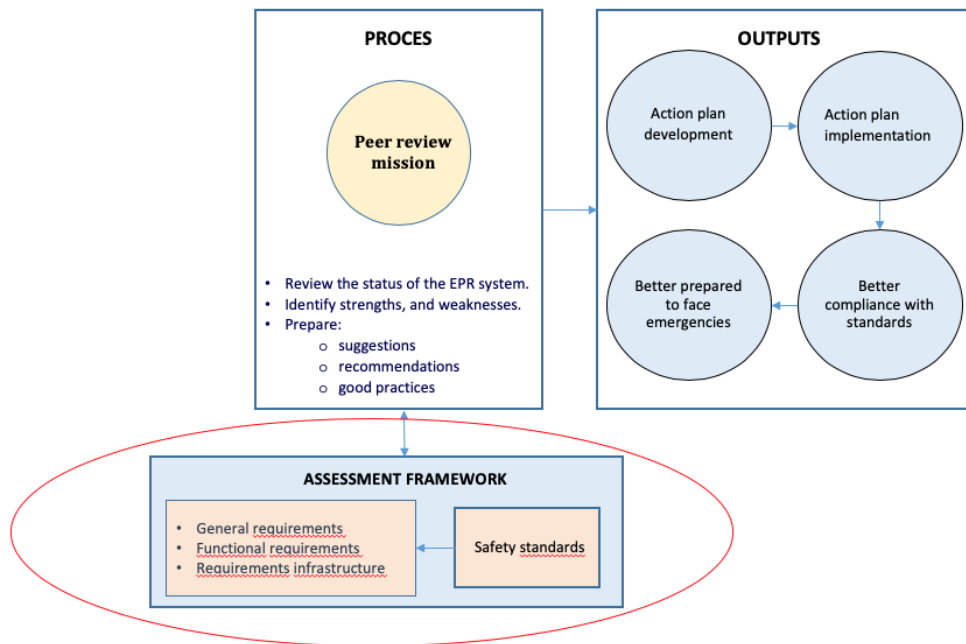 PROCES
Peer review
mission
• Review the status of the EPR system.
• Identify strengths, and weaknesses.
• Prepare:
o suggestions
o recommendations
o good practices
OUTPUTS
Action plan
development
Action plan
implementation
Better prepared
to face
emergencies
Better
compliance with
standards
ASSESSMENT FRAMEWORK
• General requirements
• Functional requirements
• Requirements infrastructure
Safety standards